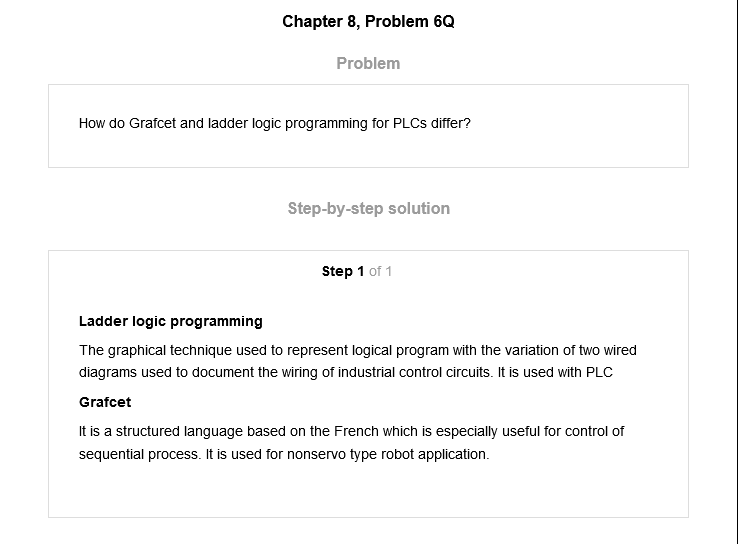 Chapter 8, Problem 6Q
Problem
How do Grafcet and ladder logic programming for PLCs differ?
Step-by-step solution
Step 1 of 1
Ladder logic programming
The graphical technique used to represent logical program with the variation of two wired
diagrams used to document the wiring of industrial control circuits. It is used with PLC
Grafcet
It is a structured language based on the French which is especially useful for control of
sequential process. It is used for nonservo type robot application.